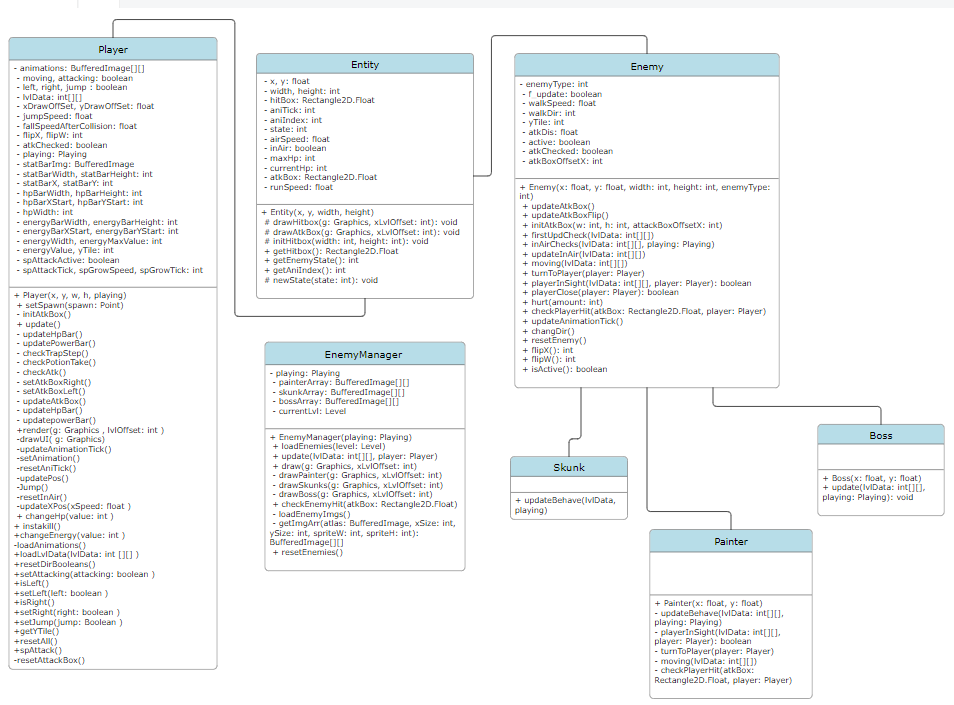 Player
- animations: BufferedImage[][]
- moving, attacking: boolean
- left, right, jump : boolean
- lvlData: int[][]
- xDrawOffSet, yDrawOffSet: float
- jumpSpeed: float
- fallSpeedAfterCollision: float
- flipX, flipW: int
- atkChecked: boolean
- playing: Playing
- statBarImg: BufferedImage
- statBarWidth, statBarHeight: int
- statBarX, statBarY: int
- hpBarWidth, hpBarHeight: int
- hpBarXStart, hpBarYStart: int
- hpWidth: int
- energyBarWidth, energyBarHeight: int
- energyBarXStart, energyBarYStart: int
- energyWidth, energyMaxValue: int
- energyValue, yTile: int
- spAttackActive: boolean
- spAttackTick, spGrowSpeed, spGrowTick: int
+ Player(x, y, w, h, playing)
+ setSpawn(spawn: Point)
- initAtkBox()
+ update()
- updateHpBar()
- updatePowerBar()
- checkTrapStep()
- checkPotionTake()
- checkAtk()
- setAtkBoxRight()
- setAtkBoxLeft()
- updateAtkBox()
- updateHpBar()
- updatepowerBar()
+render(g: Graphics , lvlOffset: int )
-drawUI( g: Graphics)
-updateAnimationTick()
-setAnimation()
-resetAniTick()
-updatePos()
-Jump()
-resetInAir()
-updateXPos(xSpeed: float )
+ changeHp(value: int )
+ instakill()
+changeEnergy(value: int )
-loadAnimations()
+loadLvlData(lvlData: int [][] )
+resetDirBooleans()
+setAttacking(attacking: boolean )
+isLeft()
+setLeft(left: boolean )
+isRight()
+setRight(right: boolean )
+setJump(jump: Boolean )
+getYTile()
+resetAll()
+spAttack()
-resetAttackBox()
Entity
- x, y: float
- width, height: int
- hitBox: Rectangle2D.Float
- aniTick: int
- aniIndex: int
- state: int
- airSpeed: float
- inAir: boolean
- maxHp: int
- currentHp: int
- atkBox: Rectangle2D.Float
- runSpeed: float
+ Entity(x, y, width, height)
# drawHitbox(g: Graphics, xLvlOffset: int): void
# drawAtkBox(g: Graphics, xLvlOffset: int): void
# initHitbox(width: int, height: int): void
+ getHitbox(): Rectangle2D.Float
+ getEnemyState(): int
+ getAniIndex(): int
# newState(state: int): void
EnemyManager
- playing: Playing
- painterArray: BufferedImage[][]
- skunkArray: BufferedImage[][]
- bossArray: BufferedImage[][]
- currentLvl: Level
+ EnemyManager(playing: Playing)
+ loadEnemies(level: Level)
+ update(lvlData: int[][], player: Player)
+ draw(g: Graphics, xLvlOffset: int)
- drawPainter(g: Graphics, xLvlOffset: int)
- drawSkunks(g: Graphics, xLvlOffset: int)
- drawBoss(g: Graphics, xLvlOffset: int)
+ checkEnemyHit(atkBox: Rectangle2D.Float)
- loadEnemyImgs()
- getImgArr(atlas: BufferedImage, xSize: int,
ySize: int, spriteW: int, spriteH: int):
BufferedImage[][]
+ resetEnemies()
Enemy
- enemyType: int
- f_update: boolean
- walkSpeed: float
- walkDir: int
- yTile: int
- atkDis: float
- active: boolean
- atkChecked: boolean
- atkBoxOffsetX: int
+ Enemy(x: float, y: float, width: int, height: int, enemyType:
int)
+ updateAtkBox()
+ updateAtkBoxFlip()
+ initAtkBox(w: int, h: int, attackBoxOffsetX: int)
+ firstUpdCheck(lvlData: int[][])
+ inAirChecks(lvlData: int[][], playing: Playing)
+ updateInAir(lvlData: int[][])
+ moving(lvlData: int[][])
+ turnToPlayer(player: Player)
+ playerInSight(lvlData: int[][], player: Player): boolean
+ playerClose(player: Player): boolean
+ hurt(amount: int)
+ checkPlayerHit(atkBox: Rectangle2D.Float, player: Player)
+ updateAnimationTick()
+ changDir()
+ resetEnemy()
+ flipX(): int
+ flipW(): int
+ isActive(): boolean
Skunk
+ updateBehave(lvlData,
playing)
Boss
+ Boss(x: float, y: float)
+ update(lvlData: int[][],
playing: Playing): void
Painter
+ Painter(x: float, y: float)
- updateBehave(lvlData: int[][],
playing: Playing)
- playerInSight(lvlData: int[][],
player: Player): boolean
- turnToPlayer(player: Player)
- moving(lvlData: int[][])
- checkPlayerHit(atkBox:
Rectangle2D.Float, player: Player)